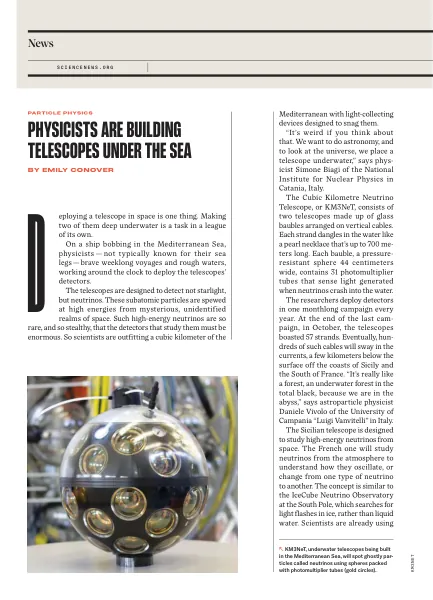 News
SCIENCENEWS.ORG
PARTICLE PHYSICS
PHYSICISTS ARE BUILDING
TELESCOPES UNDER THE SEA
BY EMILY CONOVER
Deploying a telescope in space is one thing. Making
two of them deep underwater is a task in a league
of its own.
On a ship bobbing in the Mediterranean Sea,
physicists — not typically known for their sea
legs — brave weeklong voyages and rough waters,
working around the clock to deploy the telescopes'
detectors.
The telescopes are designed to detect not starlight,
but neutrinos. These subatomic particles are spewed
at high energies from mysterious, unidentified
realms of space. Such high-energy neutrinos are so
rare, and so stealthy, that the detectors that study them must be
enormous. So scientists are outfitting a cubic kilometer of the
Mediterranean with light-collecting
devices designed to snag them.
"It's weird if you think about
that. We want to do astronomy, and
to look at the universe, we place a
telescope underwater," says phys-
icist Simone Biagi of the National
Institute for Nuclear Physics in
Catania, Italy.
The Cubic Kilometre Neutrino
Telescope, or KM3NeT, consists of
two telescopes made up of glass
baubles arranged on vertical cables.
Each strand dangles in the water like
a pearl necklace that's up to 700 me-
ters long. Each bauble, a pressure-
resistant sphere 44 centimeters
wide, contains 31 photomultiplier
tubes that sense light generated
when neutrinos crash into the water.
The researchers deploy detectors
in one monthlong campaign every
year. At the end of the last cam-
paign, in October, the telescopes
boasted 57 strands. Eventually, hun-
dreds of such cables will sway in the
currents, a few kilometers below the
surface off the coasts of Sicily and
the South of France. "It's really like
a forest, an underwater forest in the
total black, because we are in the
abyss," says astroparticle physicist
Daniele Vivolo of the University of
Campania "Luigi Vanvitelli" in Italy.
The Sicilian telescope is designed
to study high-energy neutrinos from
space. The French one will study
neutrinos from the atmosphere to
understand how they oscillate, or
change from one type of neutrino
to another. The concept is similar to
the IceCube Neutrino Observatory
at the South Pole, which searches for
light flashes in ice, rather than liquid
water. Scientists are already using
KM3NeT, underwater telescopes being built
in the Mediterranean Sea, will spot ghostly par-
ticles called neutrinos using spheres packed
with photomultiplier tubes (gold circles).
KM3NET